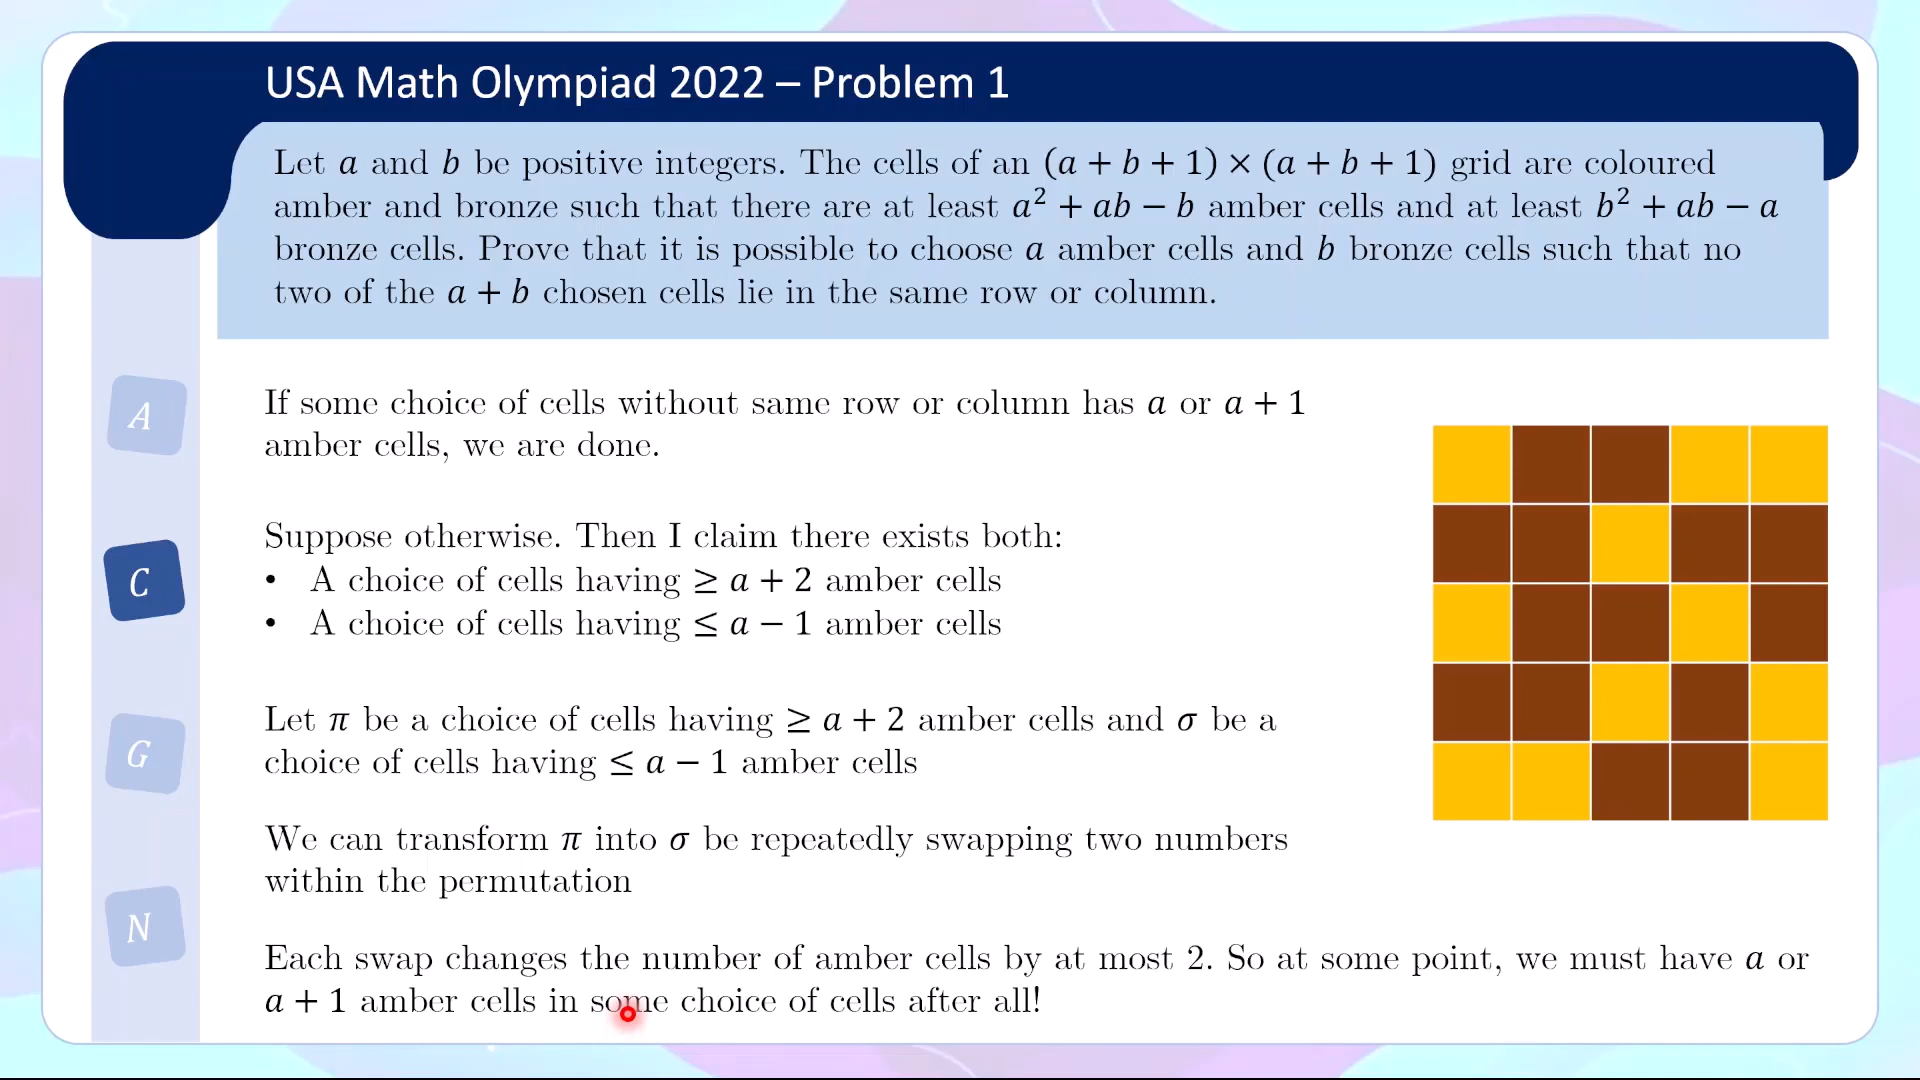 USA Math Olympiad 2022 – Problem 1
Let a and b be positive integers. The cells of an (a + b + 1) × (a + b + 1) grid are coloured
amber and bronze such that there are at least a² + ab − b amber cells and at least b² + ab − a
bronze cells. Prove that it is possible to choose a amber cells and b bronze cells such that no
two of the a + b chosen cells lie in the same row or column.
A
If some choice of cells without same row or column has a or a + 1
amber cells, we are done.
Suppose otherwise. Then I claim there exists both:
C
• A choice of cells having ≥ a + 2 amber cells
• A choice of cells having ≤ a − 1 amber cells
Let π be a choice of cells having ≥ a + 2 amber cells and σ be a
G
choice of cells having ≤ a − 1 amber cells
We can transform π into σ be repeatedly swapping two numbers
within the permutation
N
Each swap changes the number of amber cells by at most 2. So at some point, we must have a or
a + 1 amber cells in some choice of cells after all!